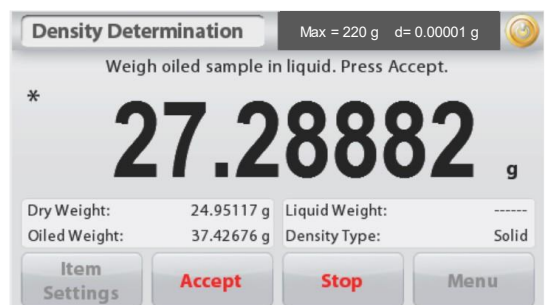 Density Determination Max = 220 g d= 0.00001 g
Weigh oiled sample in liquid. Press Accept.
* 27.28882 g
Dry Weight: 24.95117 g Liquid Weight: ------
Oiled Weight: 37.42676 g Density Type: Solid
Item Settings Accept Stop Menu